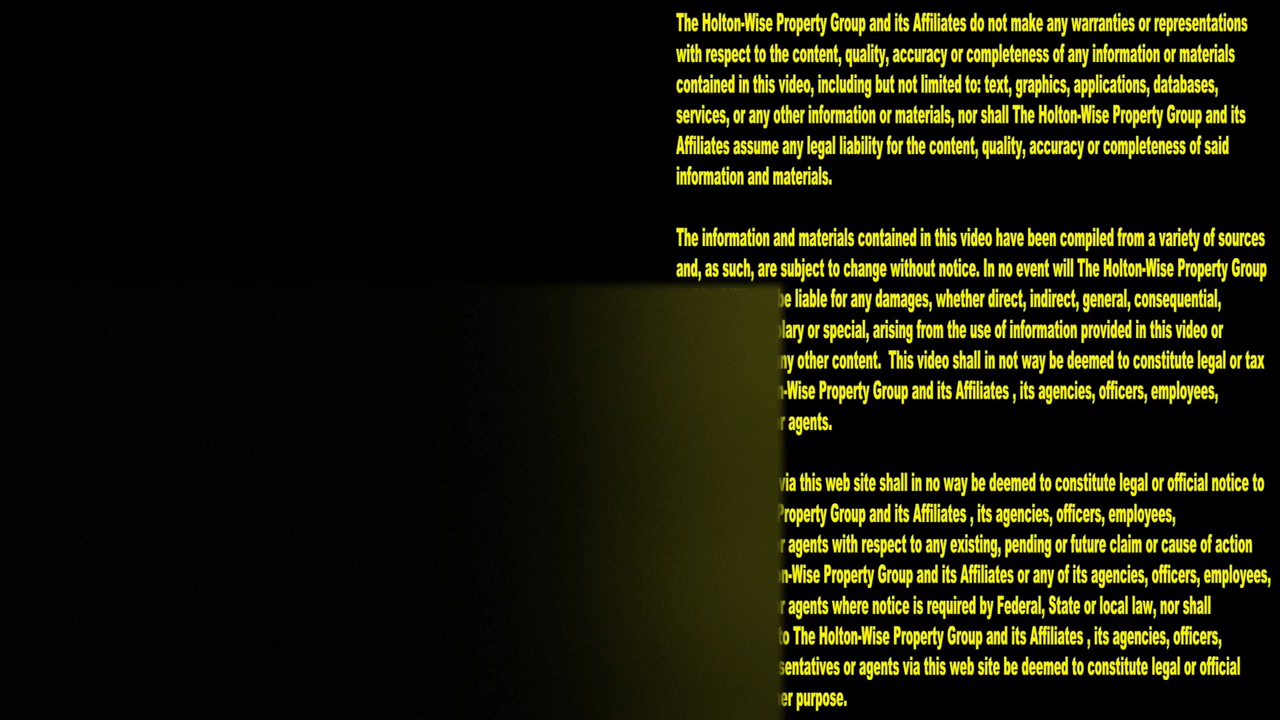 The Holton-Wise Property Group and its Affiliates do not make any warranties or representations
with respect to the content, quality, accuracy or completeness of any information or materials
contained in this video, including but not limited to: text, graphics, applications, databases,
services, or any other information or materials, nor shall The Holton-Wise Property Group and its
Affiliates assume any legal liability for the content, quality, accuracy or completeness of said
information and materials.
The information and materials contained in this video have been compiled from a variety of sources
and, as such, are subject to change without notice. In no event will The Holton-Wise Property Group
be liable for any damages, whether direct, indirect, general, consequential,
or special, arising from the use of information provided in this video or
other content. This video shall in not way be deemed to constitute legal or tax
-Wise Property Group and its Affiliates , its agencies, officers, employees,
agents.
via this web site shall in no way be deemed to constitute legal or official notice to
Property Group and its Affiliates , its agencies, officers, employees,
agents with respect to any existing, pending or future claim or cause of action
-Wise Property Group and its Affiliates or any of its agencies, officers, employees,
agents where notice is required by Federal, State or local law, nor shall
to The Holton-Wise Property Group and its Affiliates , its agencies, officers,
or agents via this web site be deemed to constitute legal or official
purpose.